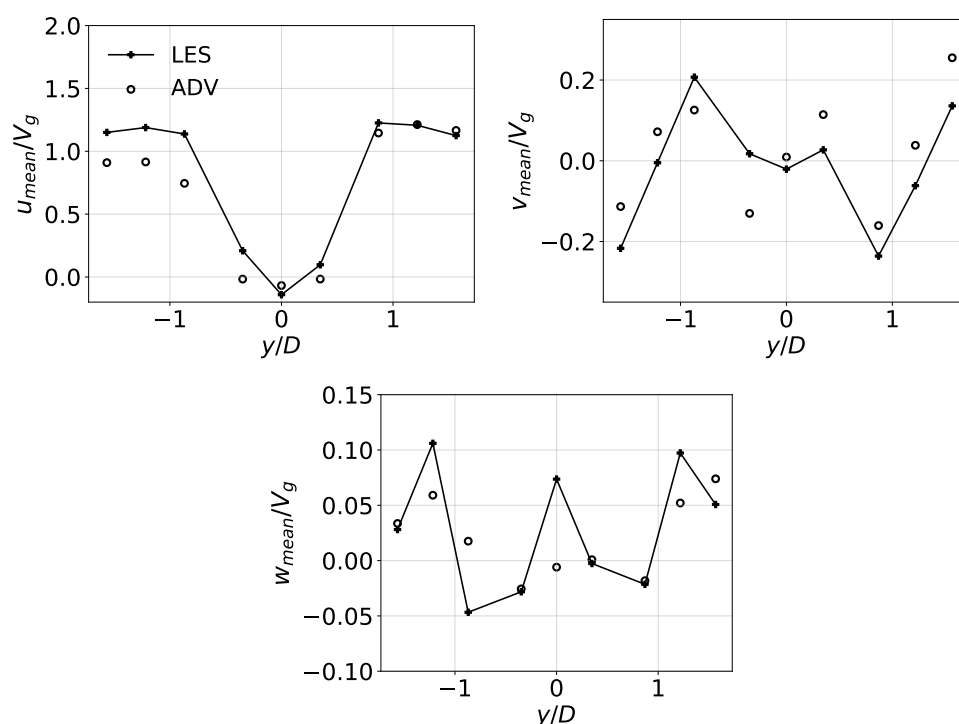 2.0
1.5
1.0
0.5
0.0
u_mean/V_g
LES
ADV
−1 0 1
y/D
0.2
0.0
−0.2
v_mean/V_g
−1 0 1
y/D
0.15
0.10
0.05
0.00
−0.05
−0.10
w_mean/V_g
−1 0 1
y/D